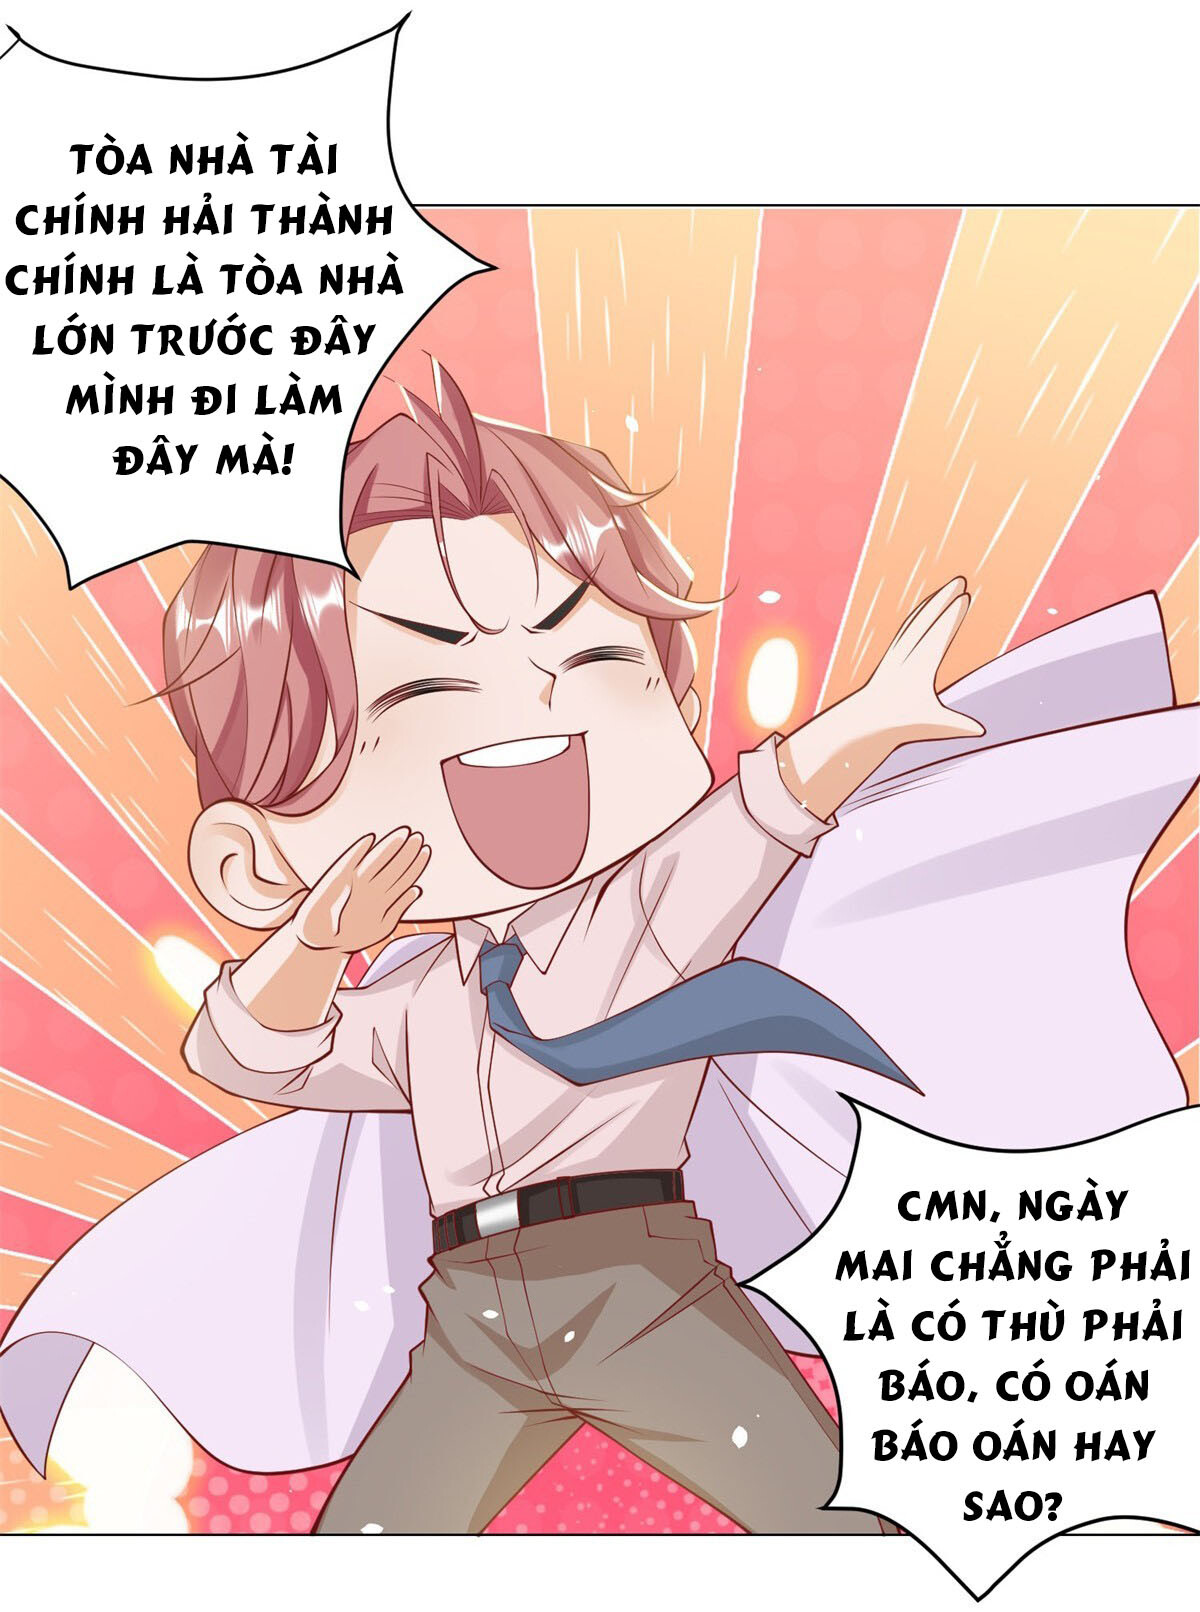 TÒA NHÀ TÀI
CHÍNH HẢI THÀNH
CHÍNH LÀ TÒA NHÀ
LỚN TRƯỚC ĐÂY
MÌNH ĐI LÀM
ĐÂY MÀ!
CMN, NGÀY
MAI CHẲNG PHẢI
LÀ CÓ THÙ PHẢI
BÁO, CÓ OÁN
BÁO OÁN HAY
SAO?